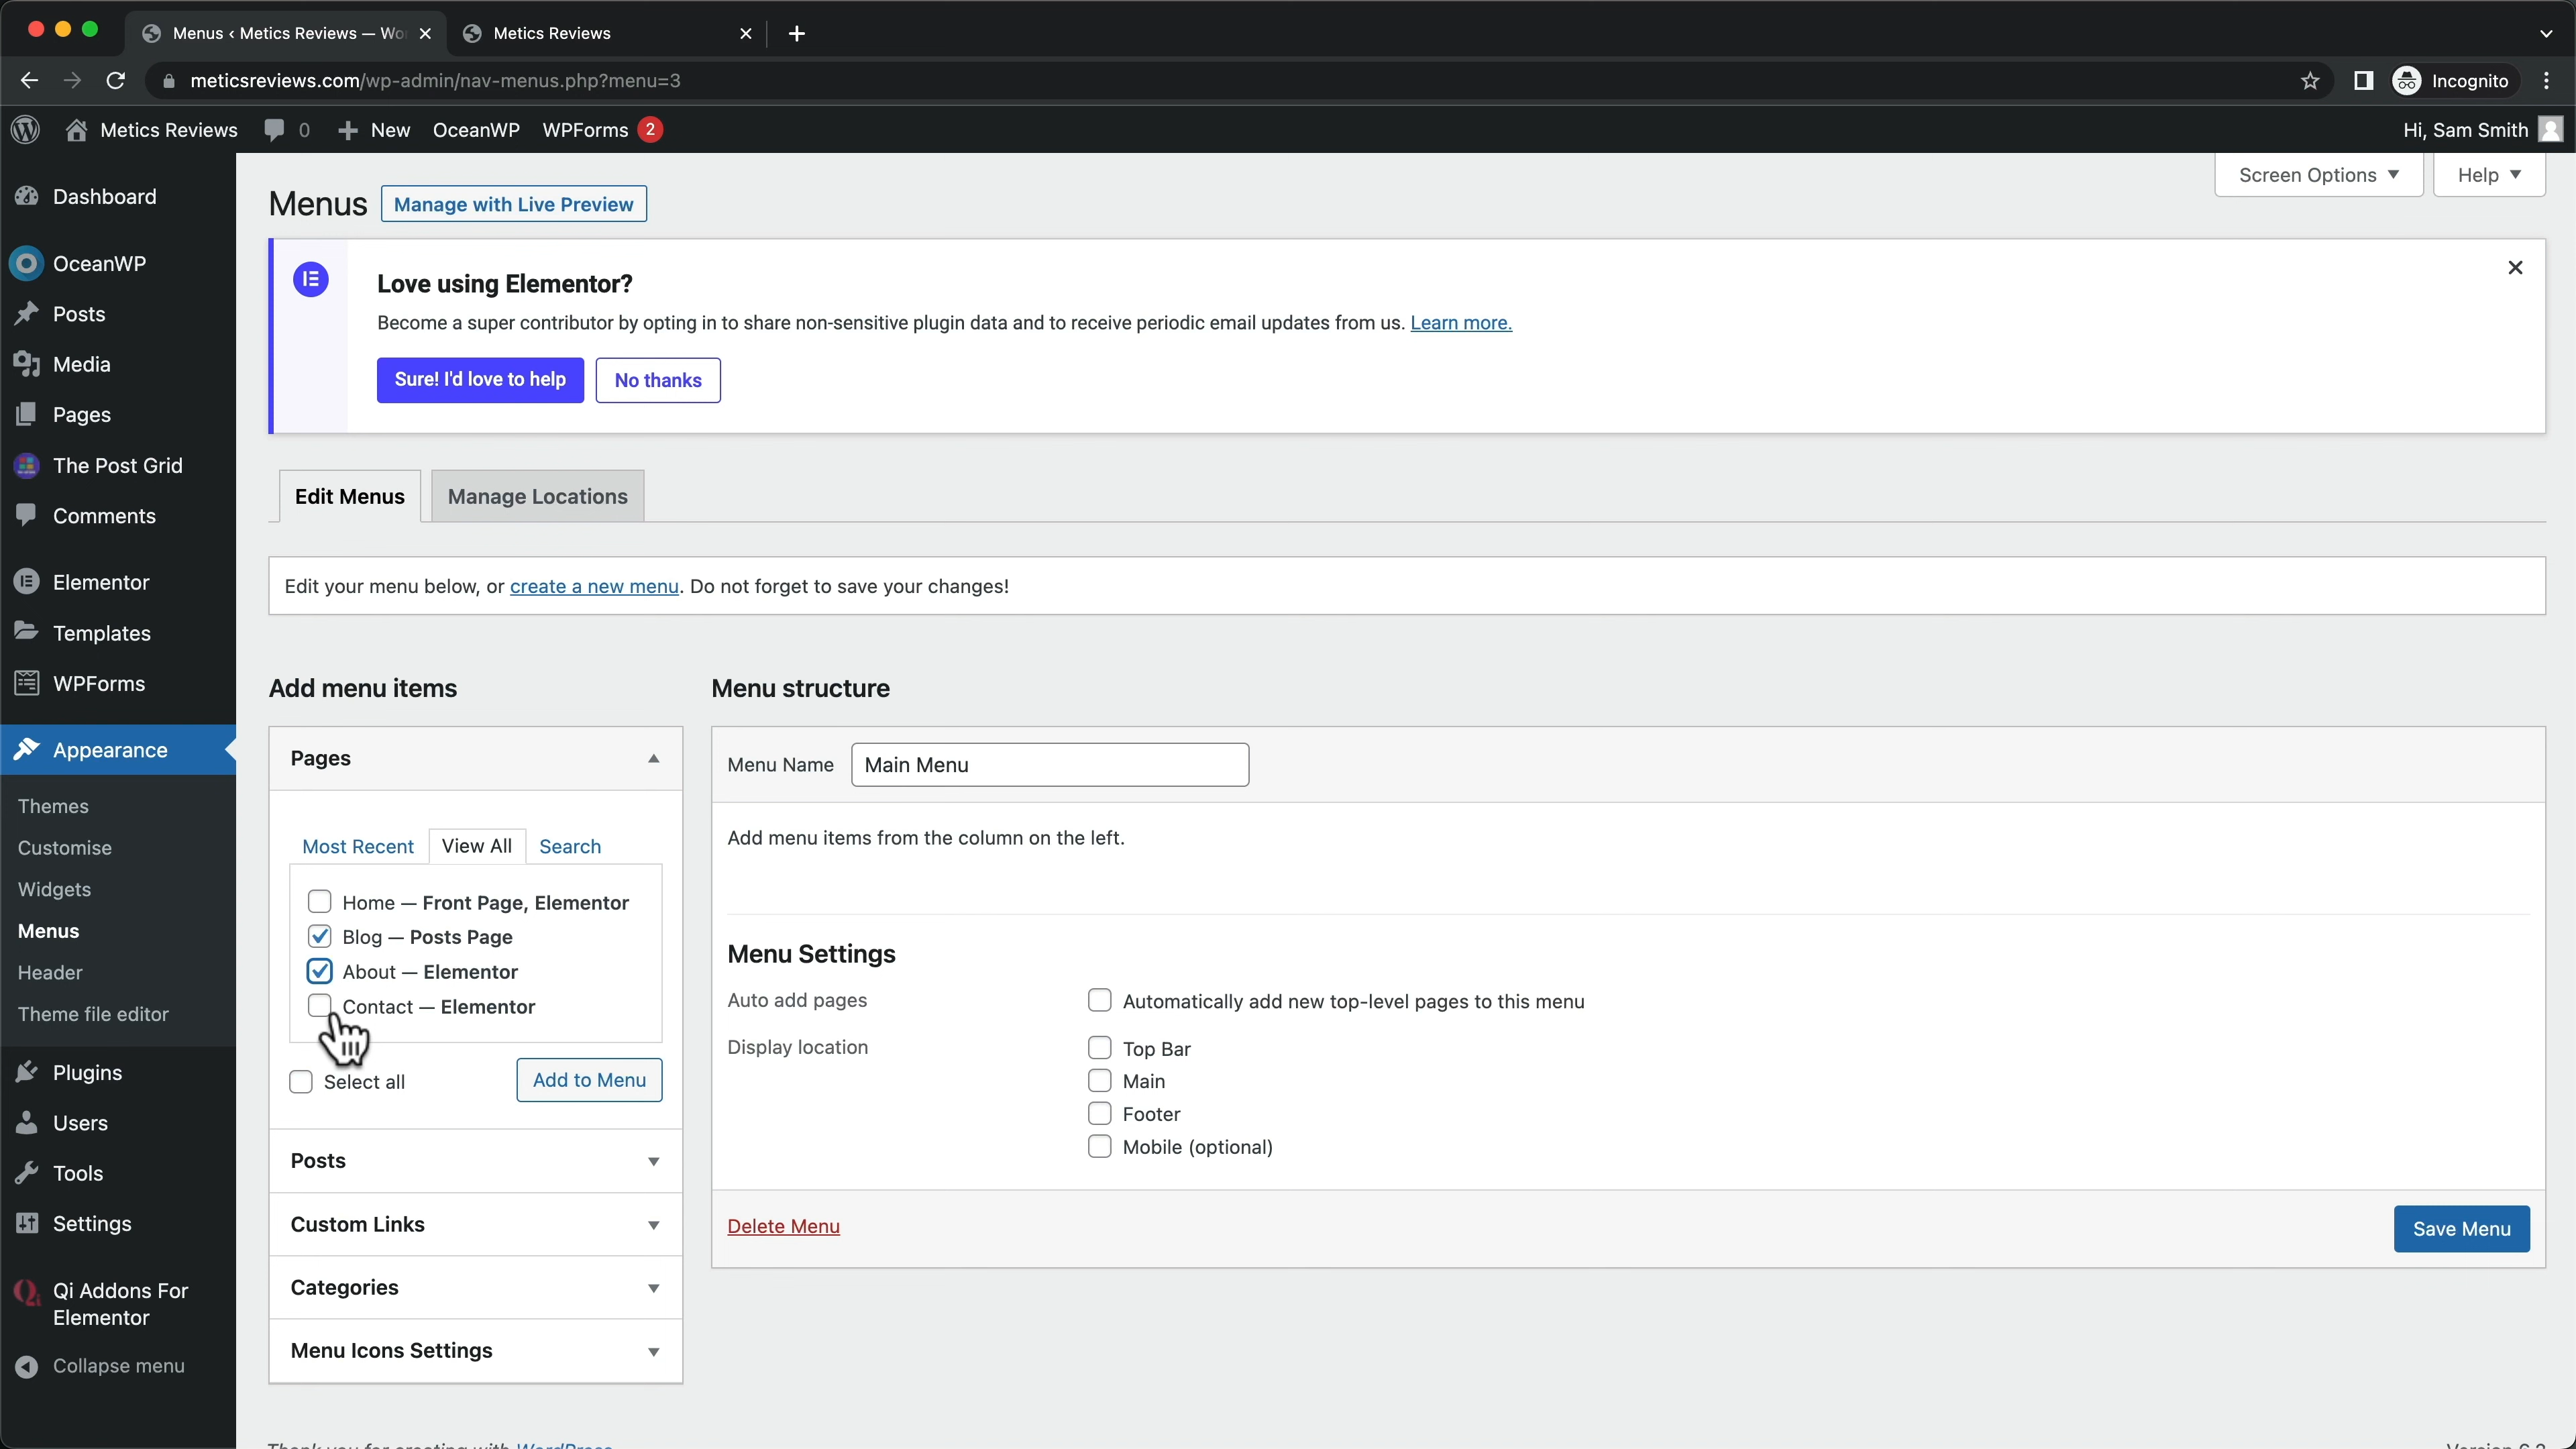 Menus ‹ Metics Reviews — Wo
Metics Reviews
meticsreviews.com/wp-admin/nav-menus.php?menu=3
Incognito
Metics Reviews
0
New
OceanWP
WPForms
2
Hi, Sam Smith
Dashboard
OceanWP
Posts
Media
Pages
The Post Grid
Comments
Elementor
Templates
WPForms
Appearance
Themes
Customise
Widgets
Menus
Header
Theme file editor
Plugins
Users
Tools
Settings
Qi Addons For
Elementor
Collapse menu
Screen Options
Help
Menus
Manage with Live Preview
Love using Elementor?
Become a super contributor by opting in to share non-sensitive plugin data and to receive periodic email updates from us. Learn more.
Sure! I'd love to help
No thanks
Edit Menus
Manage Locations
Edit your menu below, or create a new menu. Do not forget to save your changes!
Add menu items
Pages
Most Recent
View All
Search
Home — Front Page, Elementor
Blog — Posts Page
About — Elementor
Contact — Elementor
Select all
Add to Menu
Posts
Custom Links
Categories
Menu Icons Settings
Menu structure
Menu Name
Main Menu
Add menu items from the column on the left.
Menu Settings
Auto add pages
Automatically add new top-level pages to this menu
Display location
Top Bar
Main
Footer
Mobile (optional)
Delete Menu
Save Menu
Thank you for creating with WordPress